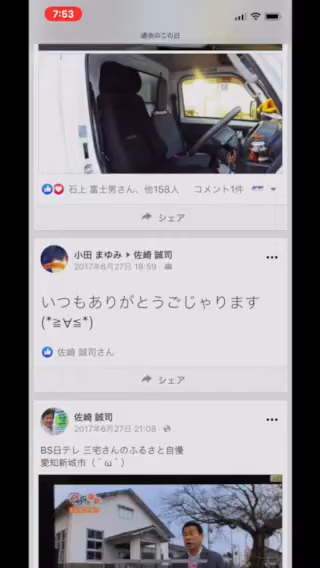 7:53
過去のこの日
石上 富士男さん、他158人
コメント1件
シェア
小田 まゆみ ▸ 佐崎 誠司
2017年6月27日 18:59
いつもありがとうごじゃります
(*≧∀≦*)
佐崎 誠司さん
シェア
佐崎 誠司
2017年6月27日 21:08
BS日テレ 三宅さんのふるさと自慢
愛知新城市（＾ω＾）